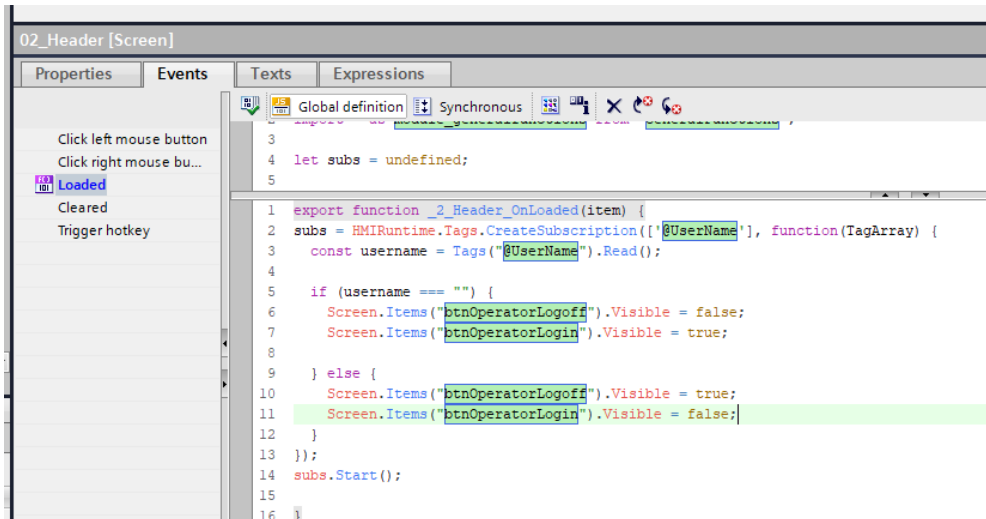 02_Header [Screen]
Properties Events Texts Expressions
Global definition Synchronous
Click left mouse button
Click right mouse bu...
Loaded
Cleared
Trigger hotkey
3
4 let subs = undefined;
5
1 export function _2_Header_OnLoaded(item) {
2 subs = HMIRuntime.Tags.CreateSubscription(['@UserName'], function(TagArray) {
3 const username = Tags("@UserName").Read();
4
5 if (username === "") {
6 Screen.Items("btnOperatorLogoff").Visible = false;
7 Screen.Items("btnOperatorLogin").Visible = true;
8
9 } else {
10 Screen.Items("btnOperatorLogoff").Visible = true;
11 Screen.Items("btnOperatorLogin").Visible = false;
12 }
13 });
14 subs.Start();
15
16 }